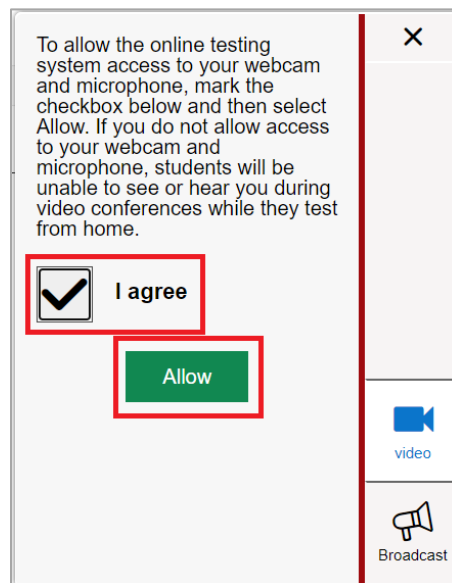 To allow the online testing
system access to your webcam
and microphone, mark the
checkbox below and then select
Allow. If you do not allow access
to your webcam and
microphone, students will be
unable to see or hear you during
video conferences while they test
from home.
I agree
Allow
video
Broadcast